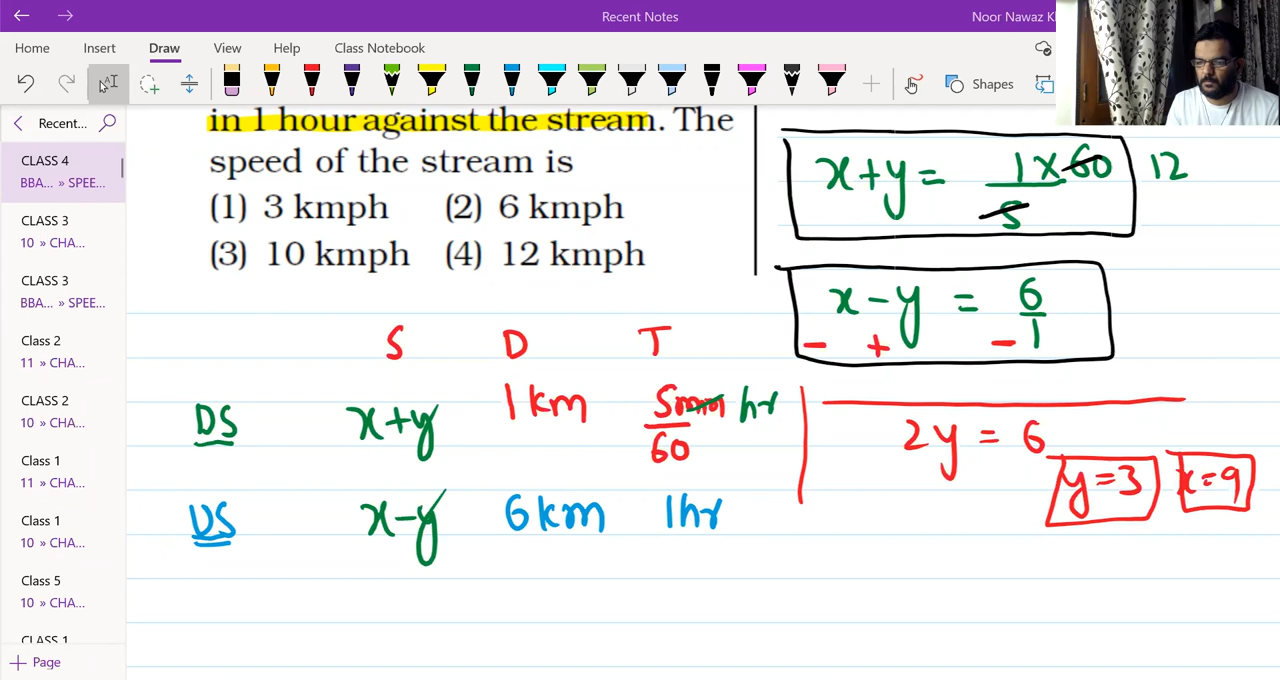 Recent Notes
Noor Nawaz Kh
Home Insert Draw View Help Class Notebook
Shapes
Recent...
CLASS 4
BBA... » SPEE...
CLASS 3
10 » CHA...
CLASS 3
BBA... » SPEE...
Class 2
11 » CHA...
CLASS 2
10 » CHA...
Class 1
11 » CHA...
Class 1
10 » CHA...
Class 5
10 » CHA...
CLASS 1
Page
in 1 hour against the stream. The
speed of the stream is
(1) 3 kmph (2) 6 kmph
(3) 10 kmph (4) 12 kmph
S D T
DS x+y 1km 5min/60 hr
US x-y 6km 1hr
x+y = 1x60/5 12
x-y = 6/1
- + -
2y = 6
y=3 x=9